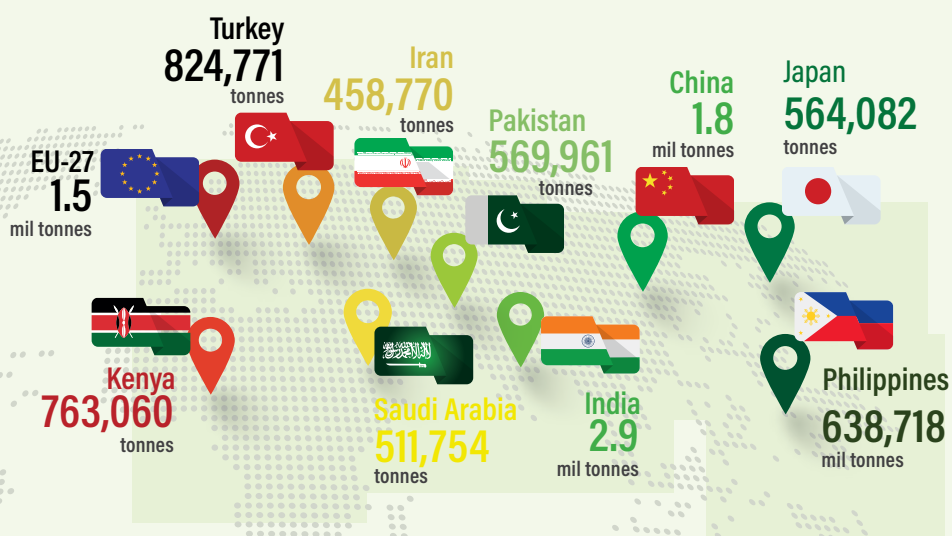 Turkey
824,771
tonnes
Iran
458,770
tonnes
China
1.8
mil tonnes
Japan
564,082
tonnes
Pakistan
569,961
tonnes
EU-27
1.5
mil tonnes
Kenya
763,060
tonnes
Saudi Arabia
511,754
tonnes
India
2.9
mil tonnes
Philippines
638,718
mil tonnes